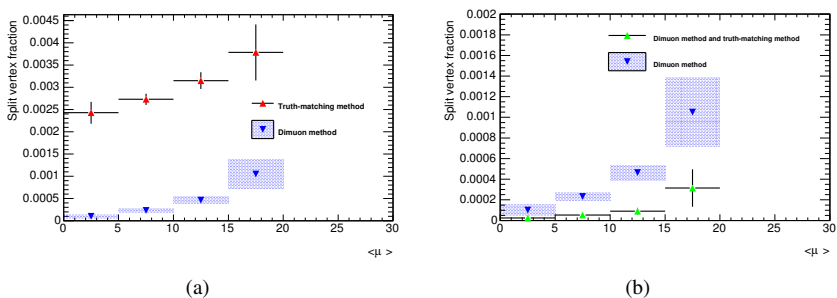 Split vertex fraction
0.0045
0.004
0.0035
0.003
0.0025
0.002
0.0015
0.001
0.0005
0
0 5 10 15 20 25 30
<μ >
Truth-matching method
Dimuon method
(a)
Split vertex fraction
0.002
0.0018
0.0016
0.0014
0.0012
0.001
0.0008
0.0006
0.0004
0.0002
0
0 5 10 15 20 25 30
<μ >
Dimuon method and truth-matching method
Dimuon method
(b)